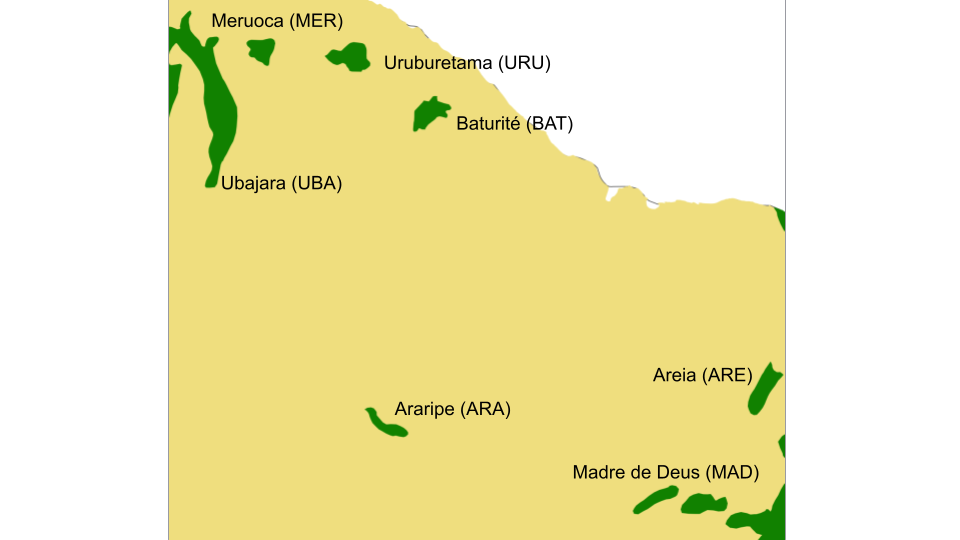 Meruoca (MER)
Uruburetama (URU)
Baturité (BAT)
Ubajara (UBA)
Areia (ARE)
Araripe (ARA)
Madre de Deus (MAD)